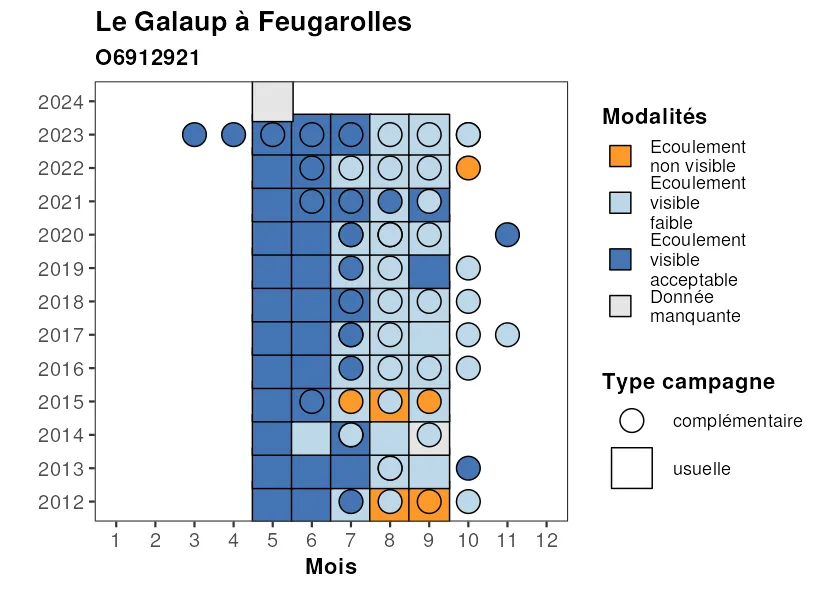 Le Galaup à Feugarolles
O6912921
2024
2023
2022
2021
2020
2019
2018
2017
2016
2015
2014
2013
2012
1 2 3 4 5 6 7 8 9 10 11 12
Mois
Modalités
Ecoulement
non visible
Ecoulement
visible
faible
Ecoulement
visible
acceptable
Donnée
manquante
Type campagne
complémentaire
usuelle